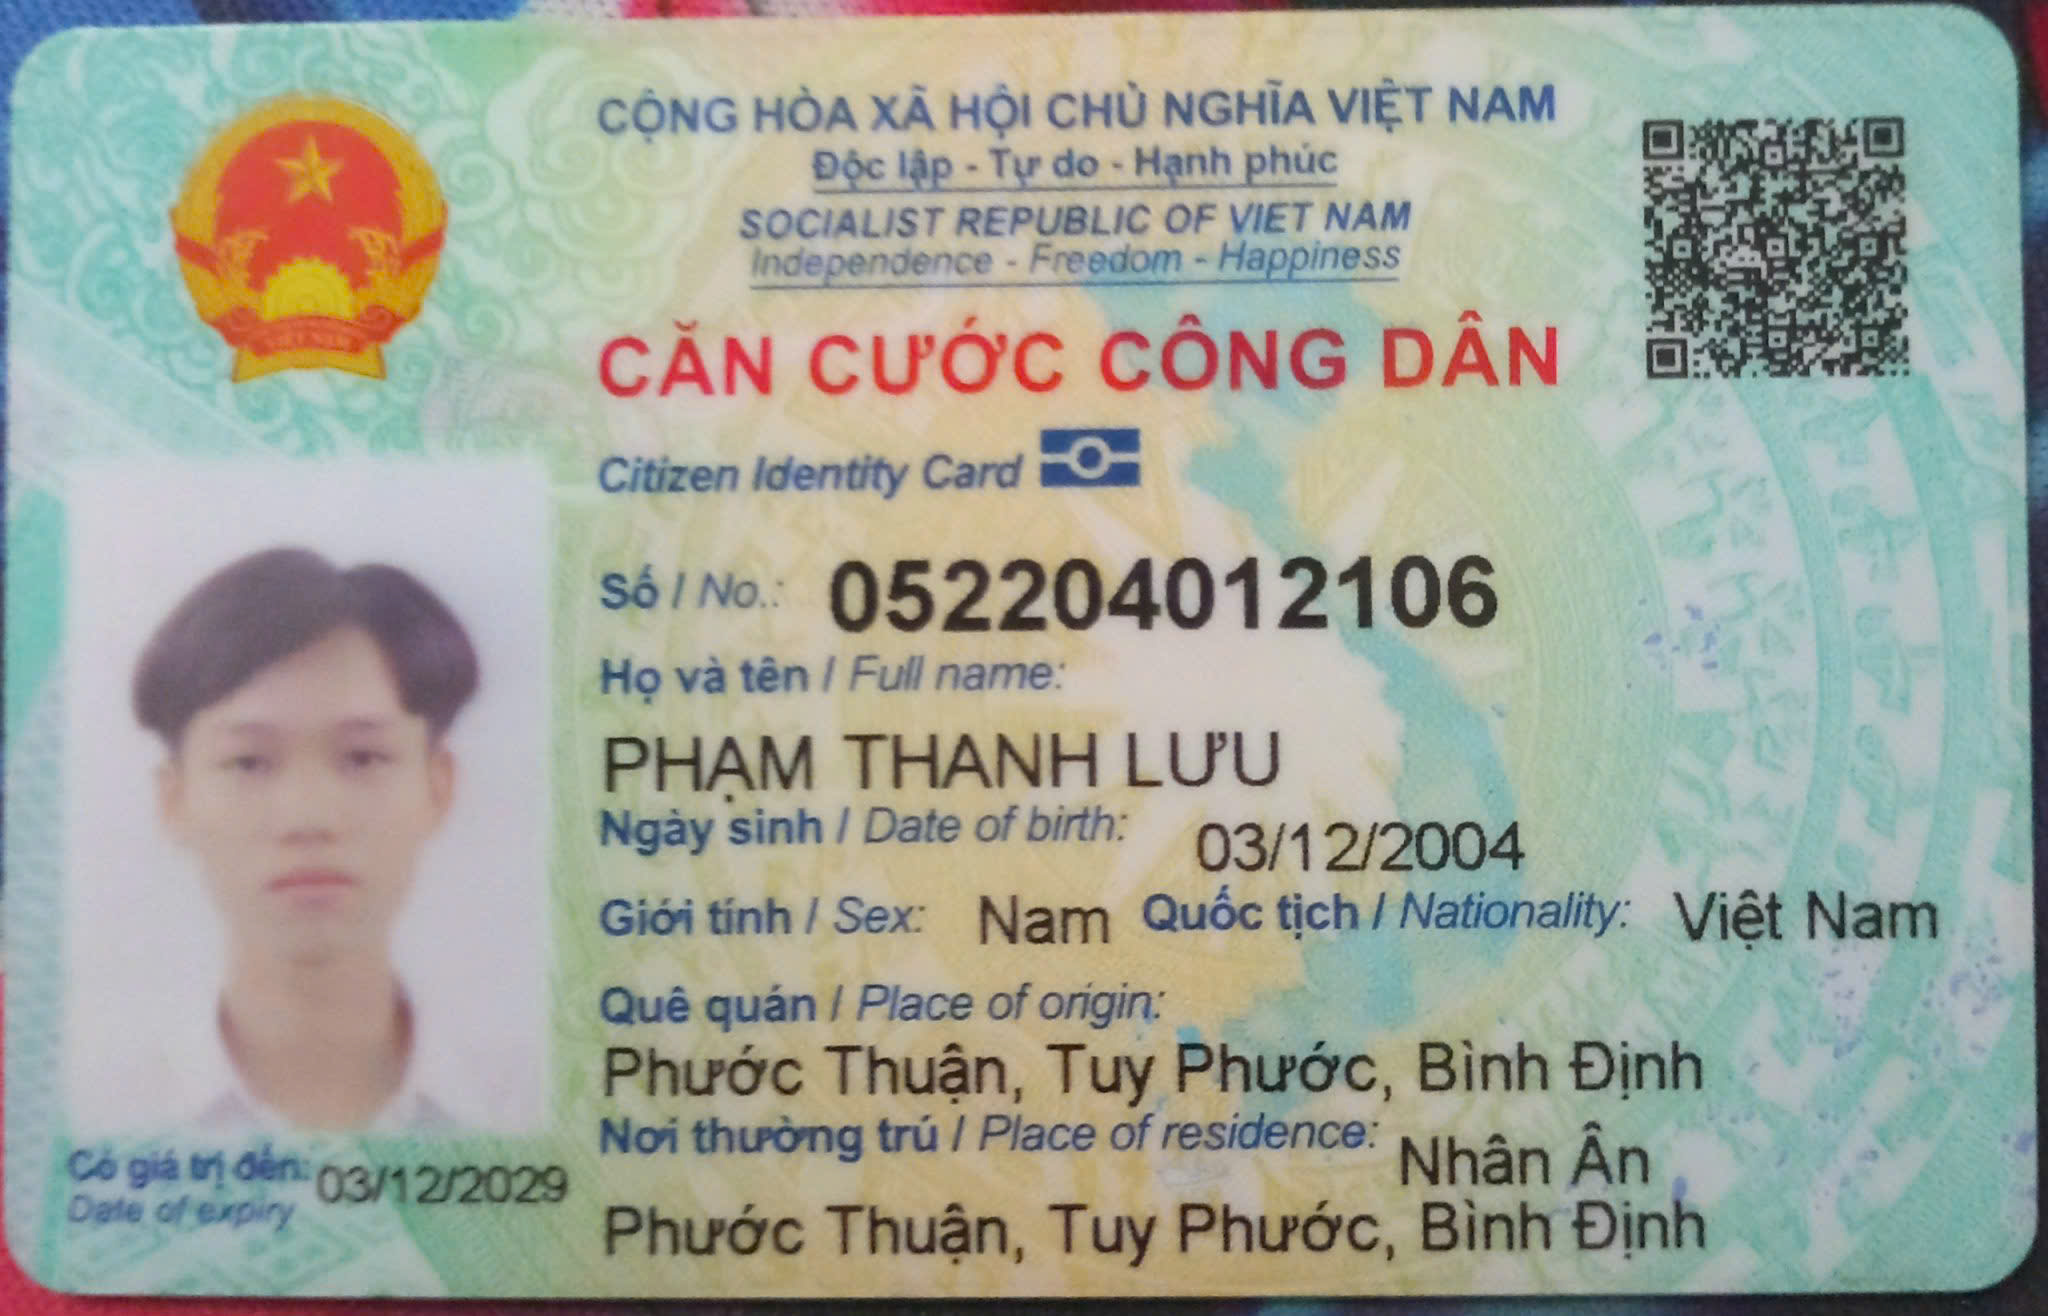 CỘNG HÒA XÃ HỘI CHỦ NGHĨA VIỆT NAM
Độc lập - Tự do - Hạnh phúc
SOCIALIST REPUBLIC OF VIET NAM
Independence - Freedom - Happiness
CĂN CƯỚC CÔNG DÂN
Citizen Identity Card
Số / No.: 052204012106
Họ và tên / Full name:
PHẠM THANH LƯU
Ngày sinh / Date of birth: 03/12/2004
Giới tính / Sex: Nam Quốc tịch / Nationality: Việt Nam
Quê quán / Place of origin:
Phước Thuận, Tuy Phước, Bình Định
Nơi thường trú / Place of residence: Nhân Ân
Phước Thuận, Tuy Phước, Bình Định
Có giá trị đến: 03/12/2029
Date of expiry
VIỆT NAM